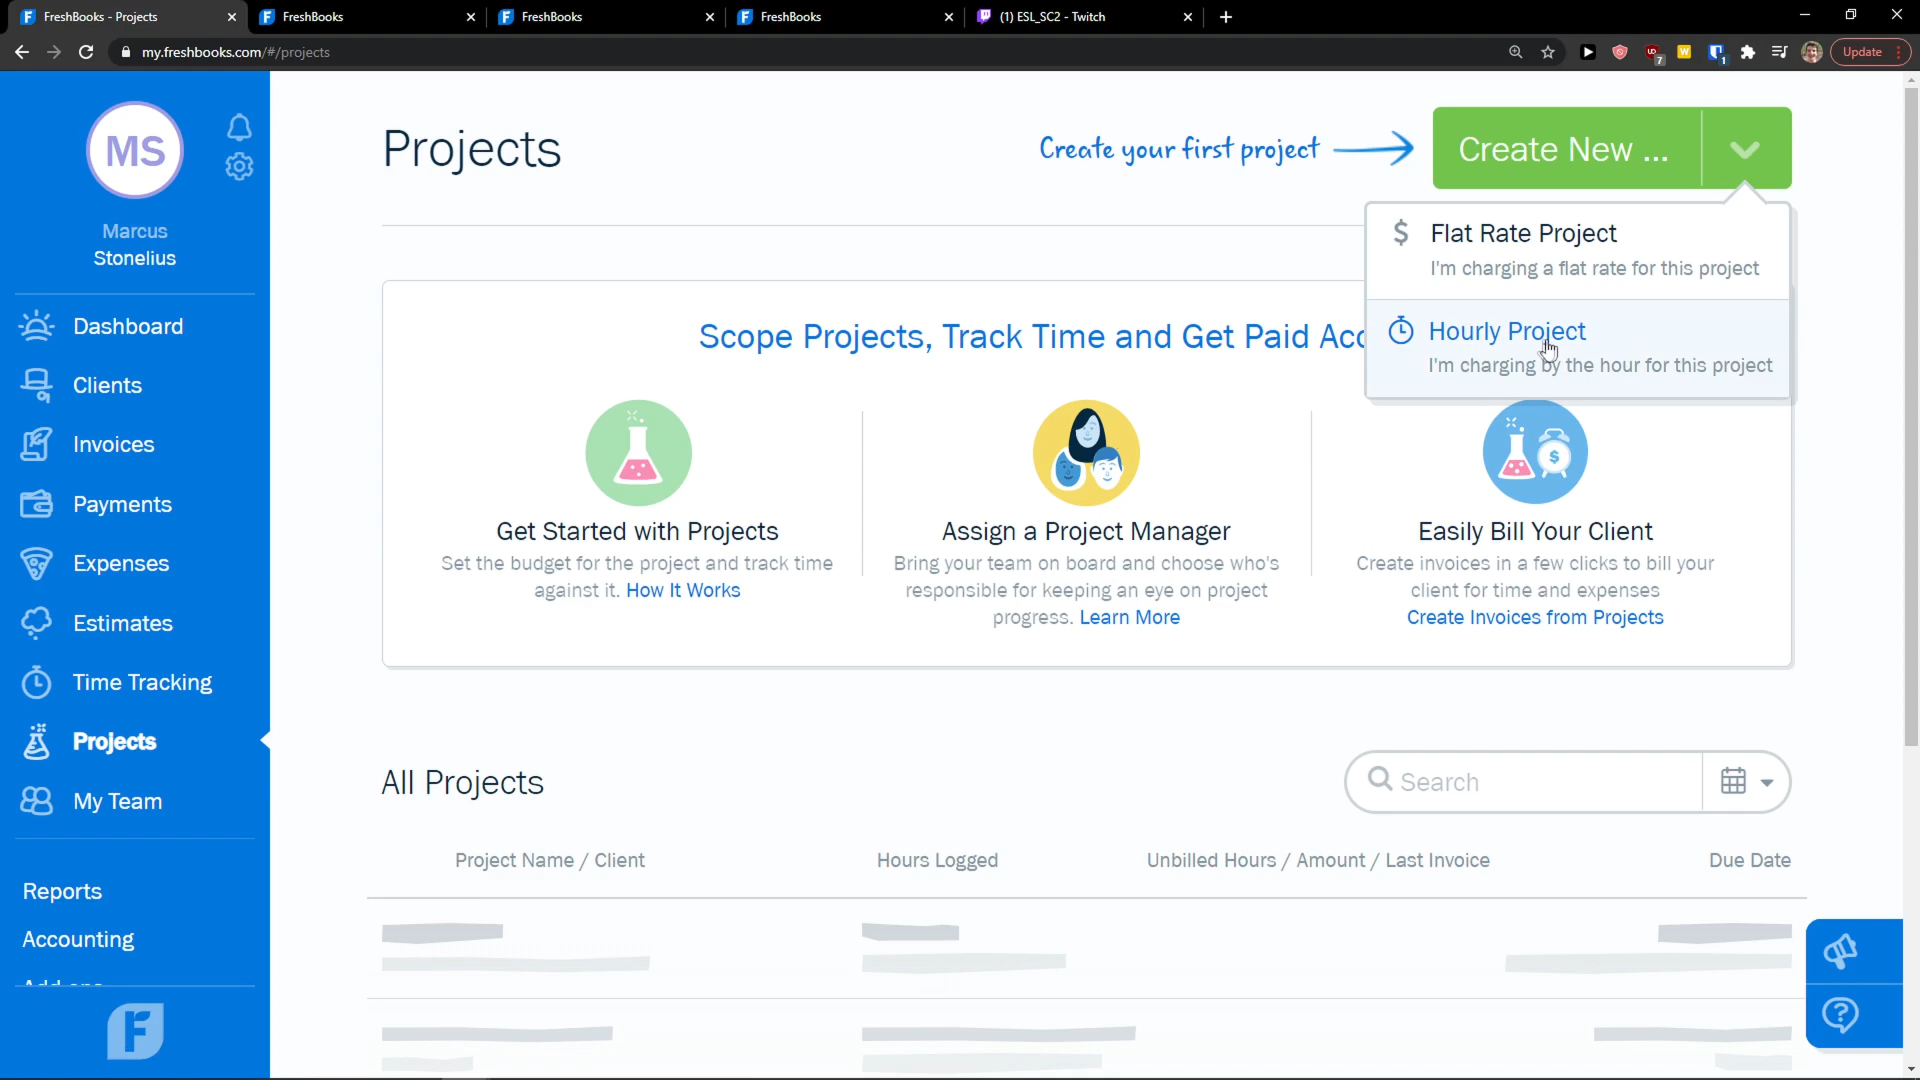 FreshBooks - Projects
FreshBooks
FreshBooks
FreshBooks
(1) ESL_SC2 - Twitch
my.freshbooks.com/#/projects
7
W
1
Update
MS
Marcus
Stonelius
Dashboard
Clients
Invoices
Payments
Expenses
Estimates
Time Tracking
Projects
My Team
Reports
Accounting
F
Projects
Create your first project
Create New ...
$ Flat Rate Project
I'm charging a flat rate for this project
Hourly Project
I'm charging by the hour for this project
Scope Projects, Track Time and Get Paid Acc
Get Started with Projects
Set the budget for the project and track time
against it. How It Works
Assign a Project Manager
Bring your team on board and choose who's
responsible for keeping an eye on project
progress. Learn More
$
Easily Bill Your Client
Create invoices in a few clicks to bill your
client for time and expenses
Create Invoices from Projects
All Projects
Search
Project Name / Client
Hours Logged
Unbilled Hours / Amount / Last Invoice
Due Date